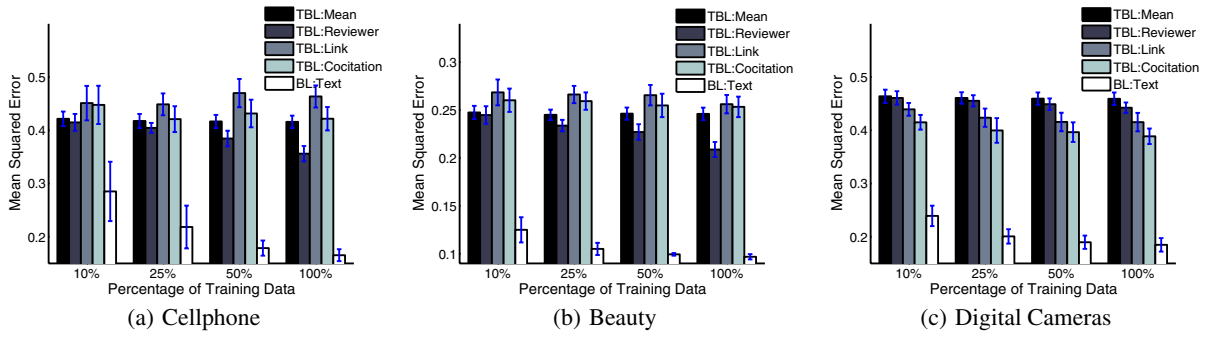 TBL:Mean
TBL:Reviewer
TBL:Link
TBL:Cocitation
BL:Text
Mean Squared Error
0.5
0.4
0.3
0.2
10% 25% 50% 100%
Percentage of Training Data
(a) Cellphone
TBL:Mean
TBL:Reviewer
TBL:Link
TBL:Cocitation
BL:Text
Mean Squared Error
0.3
0.25
0.2
0.15
0.1
10% 25% 50% 100%
Percentage of Training Data
(b) Beauty
TBL:Mean
TBL:Reviewer
TBL:Link
TBL:Cocitation
BL:Text
Mean Squared Error
0.5
0.4
0.3
0.2
10% 25% 50% 100%
Percentage of Training Data
(c) Digital Cameras